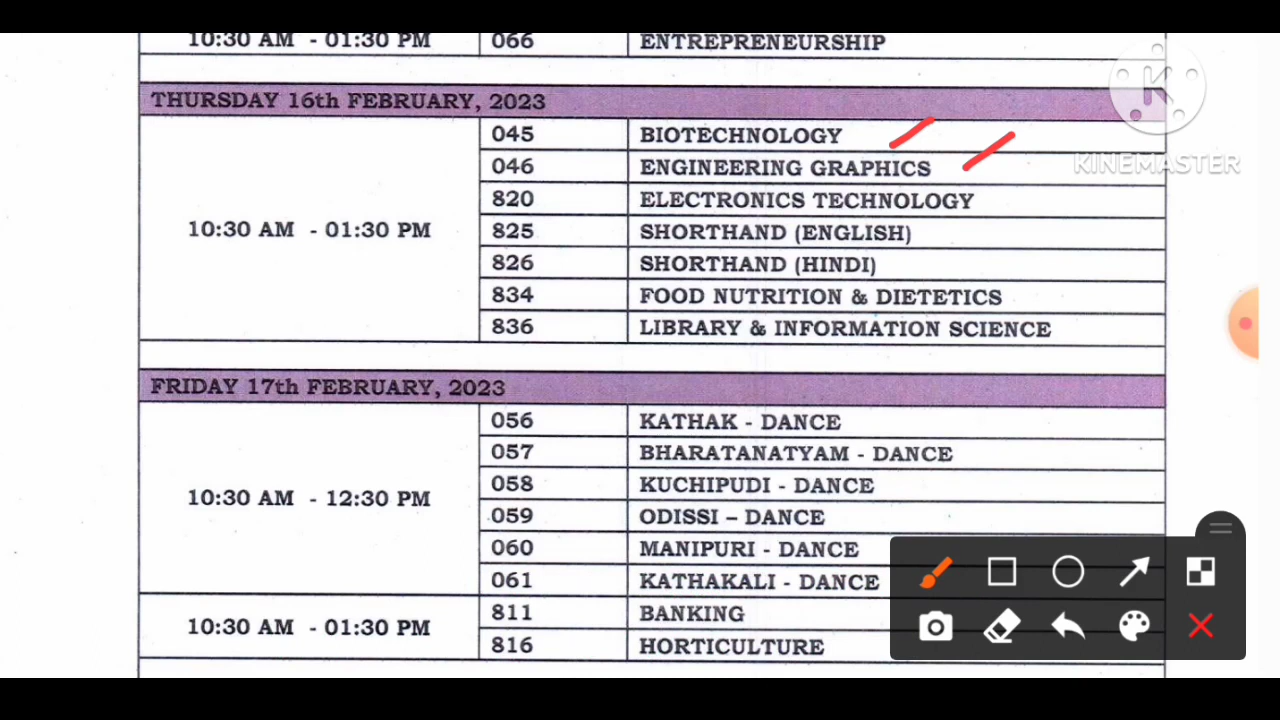 10:30 AM - 01:30 PM 066 ENTREPRENEURSHIP
THURSDAY 16th FEBRUARY, 2023
045 BIOTECHNOLOGY
046 ENGINEERING GRAPHICS
820 ELECTRONICS TECHNOLOGY
10:30 AM - 01:30 PM 825 SHORTHAND (ENGLISH)
826 SHORTHAND (HINDI)
834 FOOD NUTRITION & DIETETICS
836 LIBRARY & INFORMATION SCIENCE
FRIDAY 17th FEBRUARY, 2023
056 KATHAK - DANCE
057 BHARATANATYAM - DANCE
10:30 AM - 12:30 PM 058 KUCHIPUDI - DANCE
059 ODISSI – DANCE
060 MANIPURI - DANCE
061 KATHAKALI - DANCE
10:30 AM - 01:30 PM 811 BANKING
816 HORTICULTURE
K
KINEMASTER